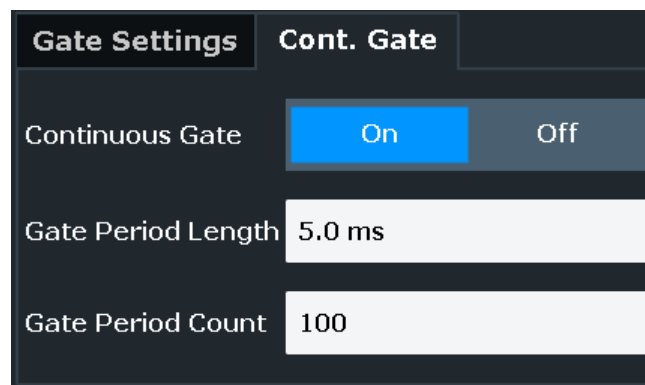 Gate Settings Cont. Gate
Continuous Gate On Off
Gate Period Length 5.0 ms
Gate Period Count 100